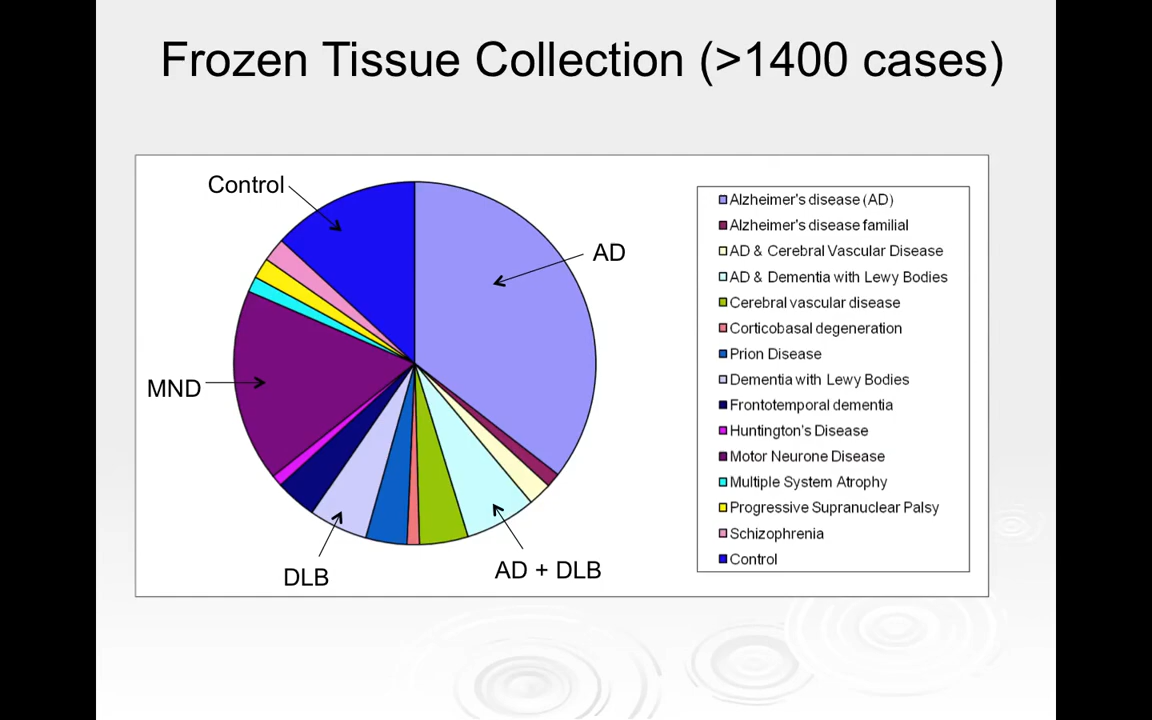 Frozen Tissue Collection (>1400 cases)
Control
AD
MND
DLB
AD + DLB
Alzheimer's disease (AD)
Alzheimer's disease familial
AD & Cerebral Vascular Disease
AD & Dementia with Lewy Bodies
Cerebral vascular disease
Corticobasal degeneration
Prion Disease
Dementia with Lewy Bodies
Frontotemporal dementia
Huntington's Disease
Motor Neurone Disease
Multiple System Atrophy
Progressive Supranuclear Palsy
Schizophrenia
Control